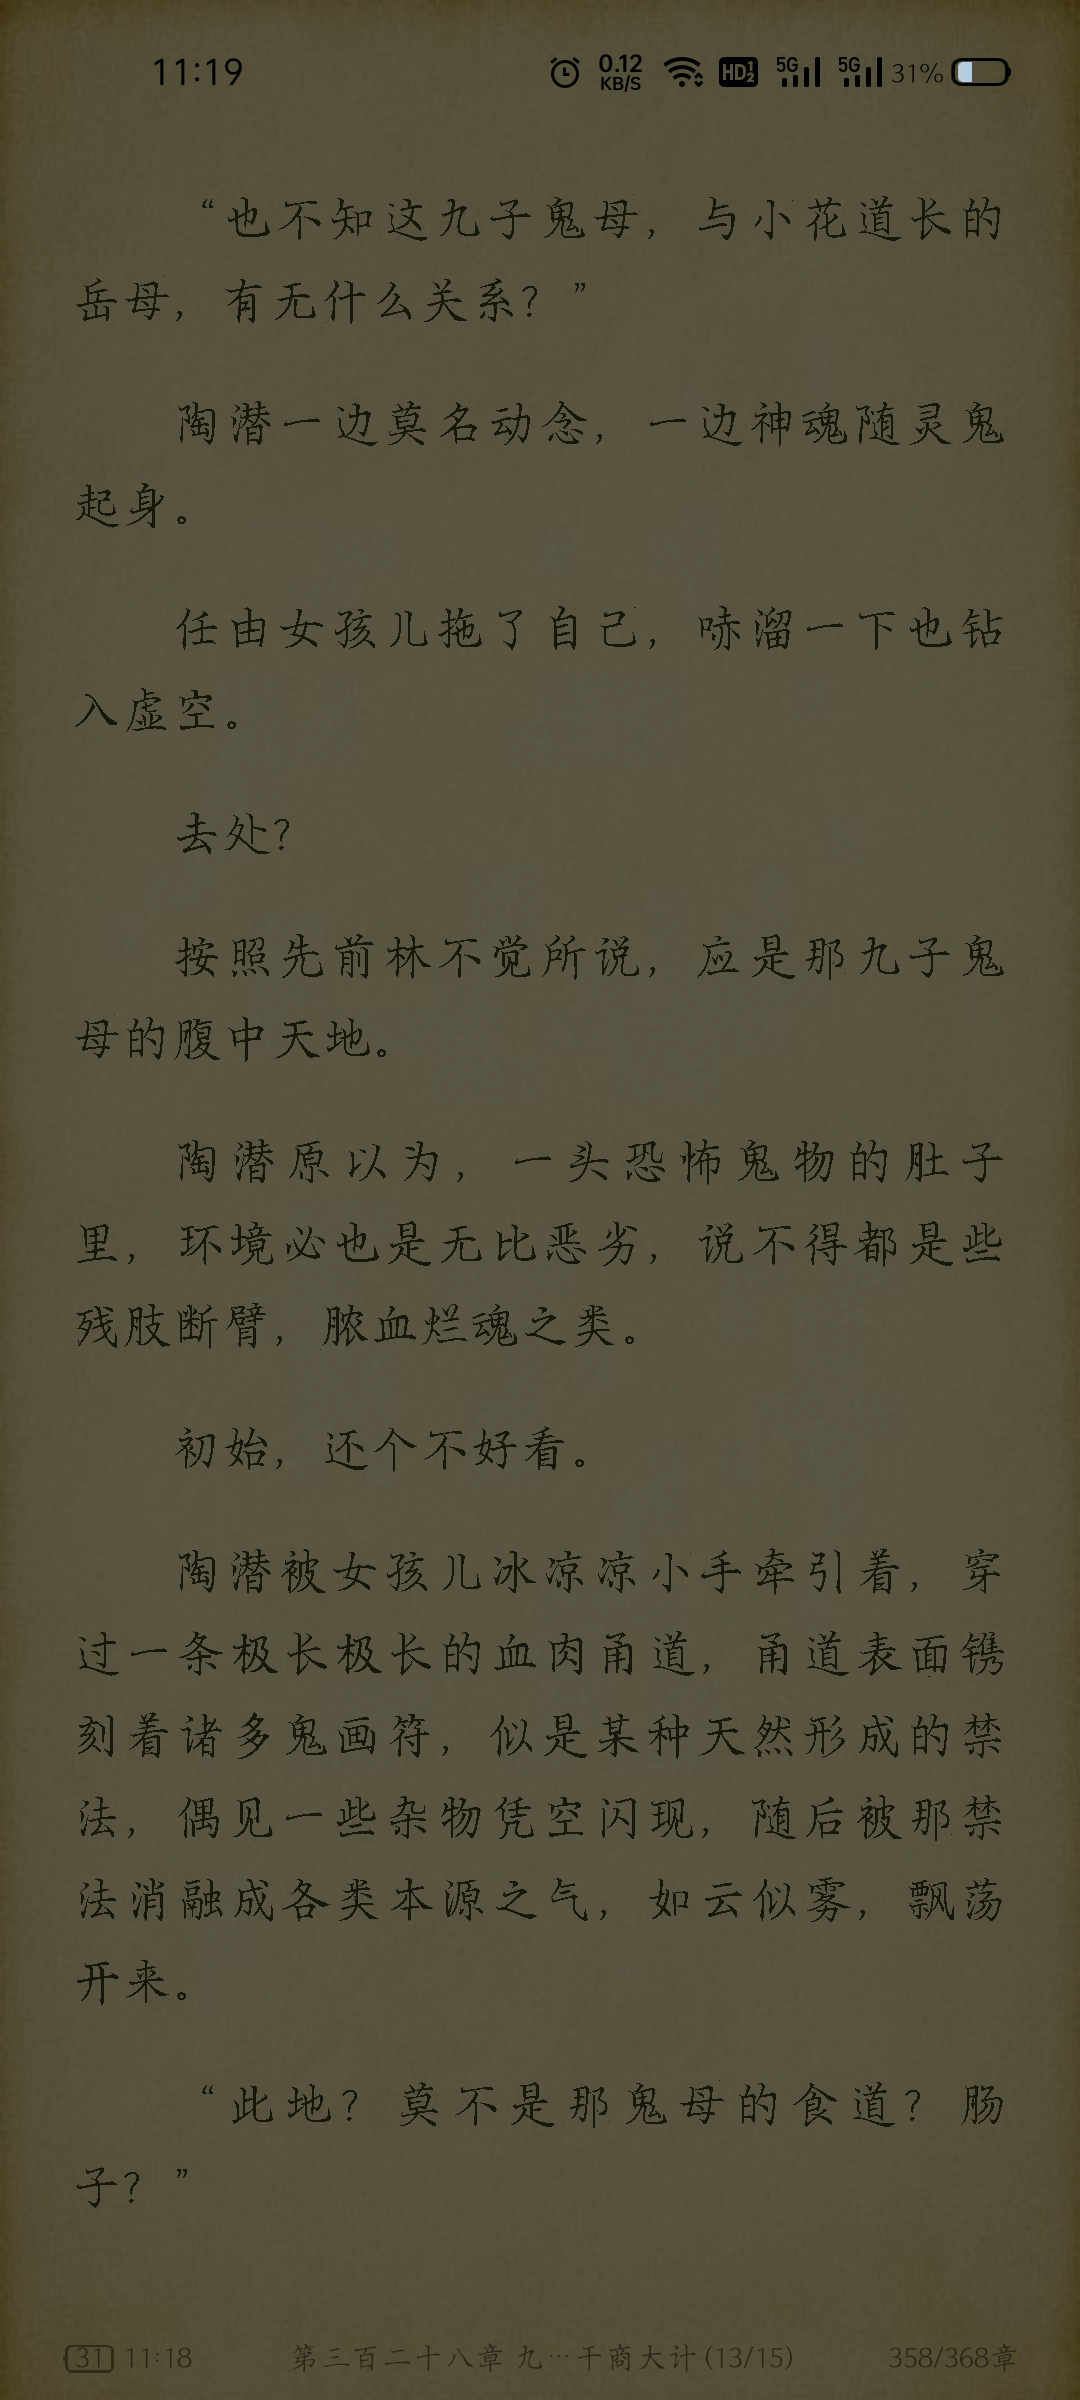 11:19
0.12 KB/S HD 1 2 5G 5G 31%
“也不知这九子鬼母，与小花道长的
岳母，有无什么关系？”
陶潜一边莫名动念，一边神魂随灵鬼
起身。
任由女孩儿拖了自己，哧溜一下也钻
入虚空。
去处？
按照先前林不觉所说，应是那九子鬼
母的腹中天地。
陶潜原以为，一头恐怖鬼物的肚子
里，环境必也是无比恶劣，说不得都是些
残肢断臂，脓血烂魂之类。
初始，还个不好看。
陶潜被女孩儿冰凉凉小手牵引着，穿
过一条极长极长的血肉甬道，甬道表面镌
刻着诸多鬼画符，似是某种天然形成的禁
法，偶见一些杂物凭空闪现，随后被那禁
法消融成各类本源之气，如云似雾，飘荡
开来。
“此地？莫不是那鬼母的食道？肠
子？”
31 11:18 第三百二十八章 九…干商大计(13/15) 358/368章